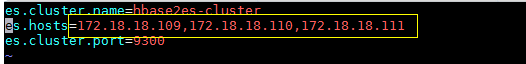 es.cluster.name=hbase2es-cluster
es.hosts=172.18.18.109,172.18.18.110,172.18.18.111
es.cluster.port=9300
~